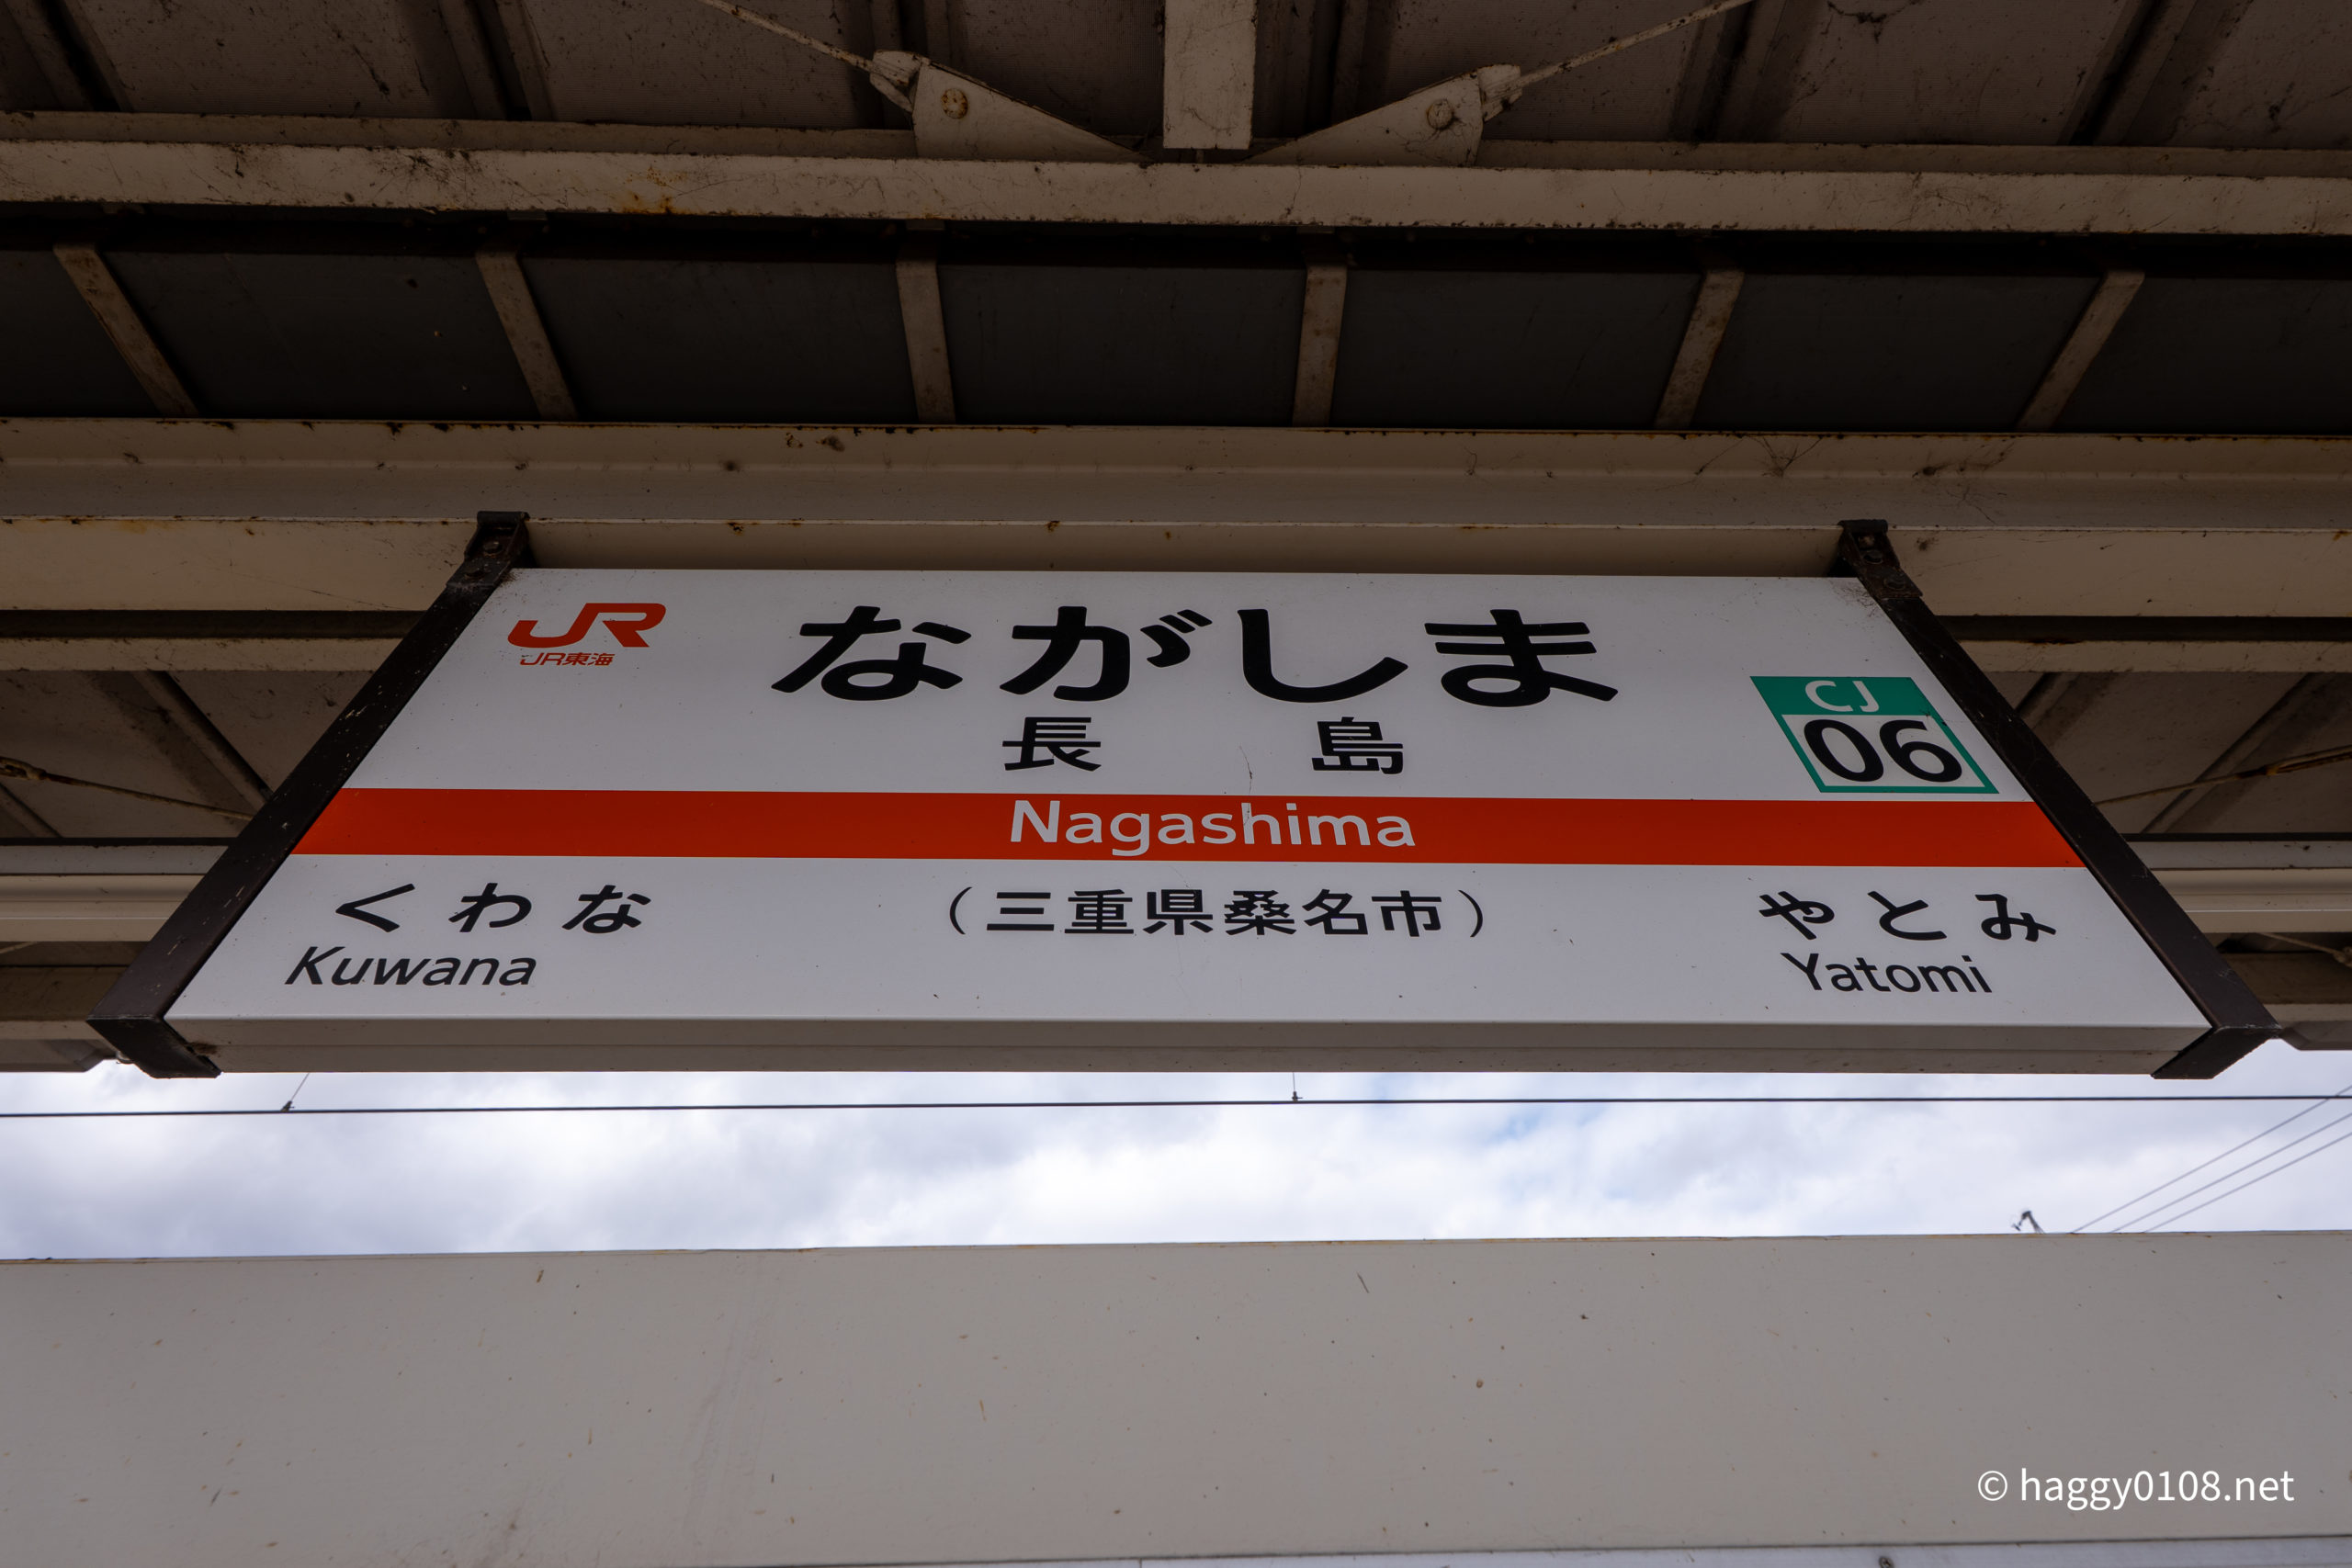 JR
JR東海
ながしま
長島
CJ
06
Nagashima
くわな
(三重県桑名市)
やとみ
Kuwana
Yatomi
© haggy0108.net